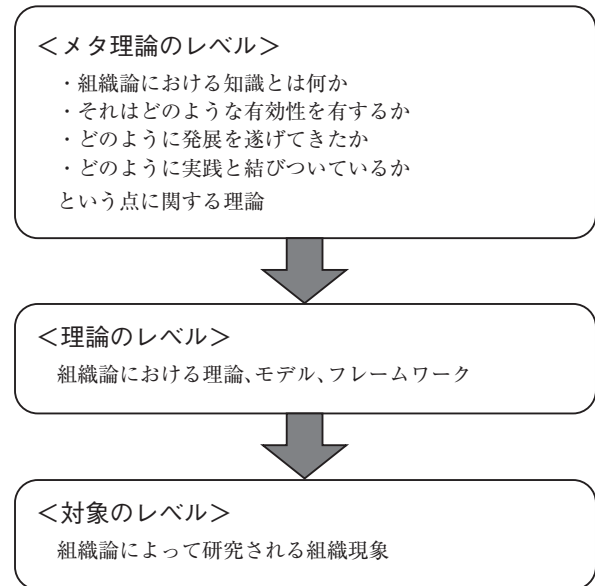 ＜メタ理論のレベル＞
・組織論における知識とは何か
・それはどのような有効性を有するか
・どのように発展を遂げてきたか
・どのように実践と結びついているか
という点に関する理論
＜理論のレベル＞
組織論における理論、モデル、フレームワーク
＜対象のレベル＞
組織論によって研究される組織現象